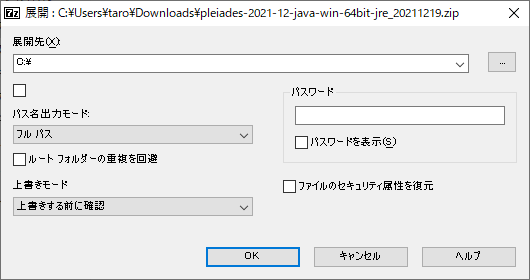 7z 展開 : C:¥Users¥taro¥Downloads¥pleiades-2021-12-java-win-64bit-jre_20211219.zip
展開先(X):
C:¥
...
パスワード
パス名出力モード:
フル パス
パスワードを表示(S)
ルート フォルダーの重複を回避
上書きモード
ファイルのセキュリティ属性を復元
上書きする前に確認
OK
キャンセル
ヘルプ